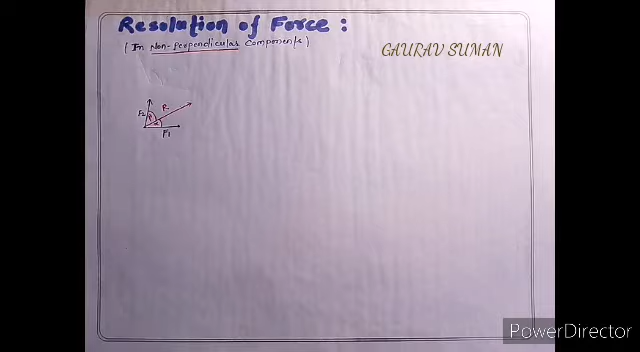 Resolution of Force :
( In Non-Perpendicular Components )
GAURAV SUMAN
R
F2
β
α
F1
PowerDirector